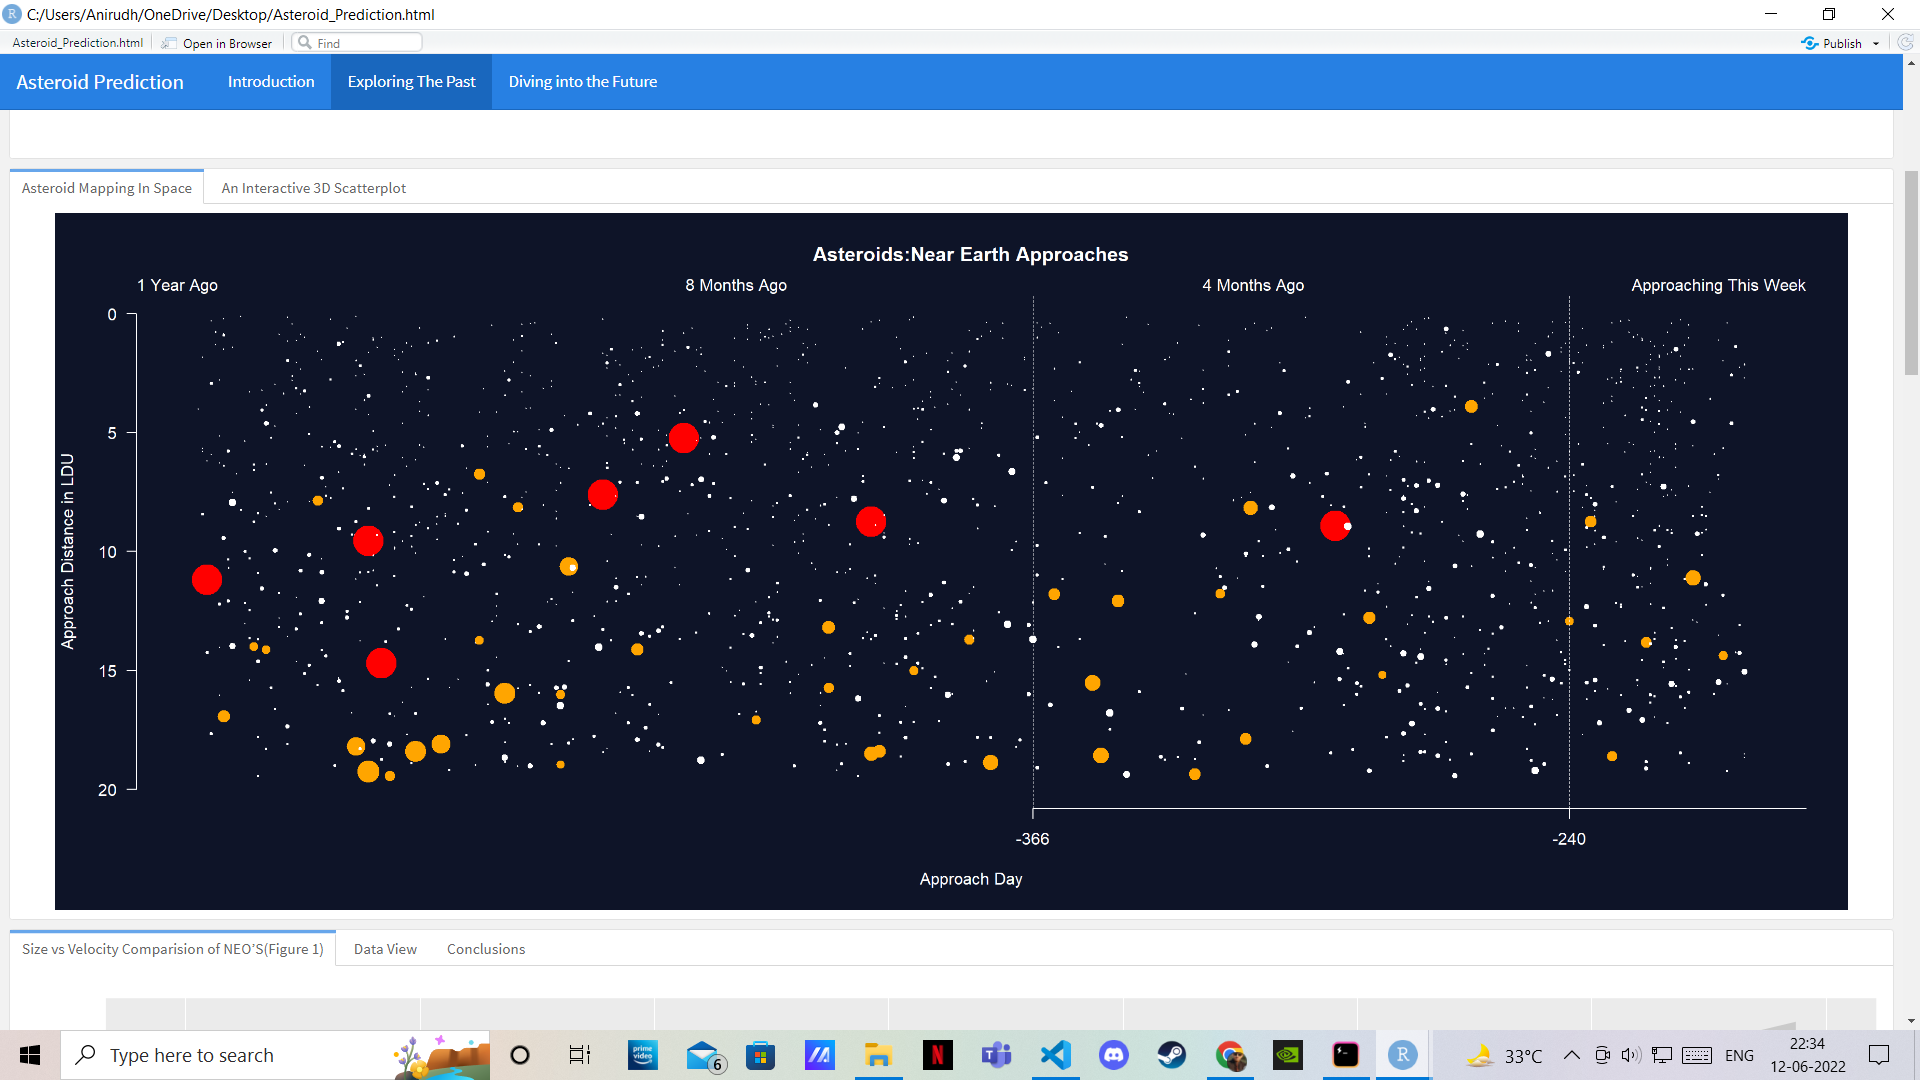 R C:/Users/Anirudh/OneDrive/Desktop/Asteroid_Prediction.html
Asteroid_Prediction.html Open in Browser Find Publish
Asteroid Prediction Introduction Exploring The Past Diving into the Future
Asteroid Mapping In Space An Interactive 3D Scatterplot
Asteroids:Near Earth Approaches
1 Year Ago 8 Months Ago 4 Months Ago Approaching This Week
0
5
10
15
20
Approach Distance in LDU
-366 -240
Approach Day
Size vs Velocity Comparision of NEO'S(Figure 1) Data View Conclusions
Type here to search prime video 6 N R 33°C ENG 22:34
12-06-2022